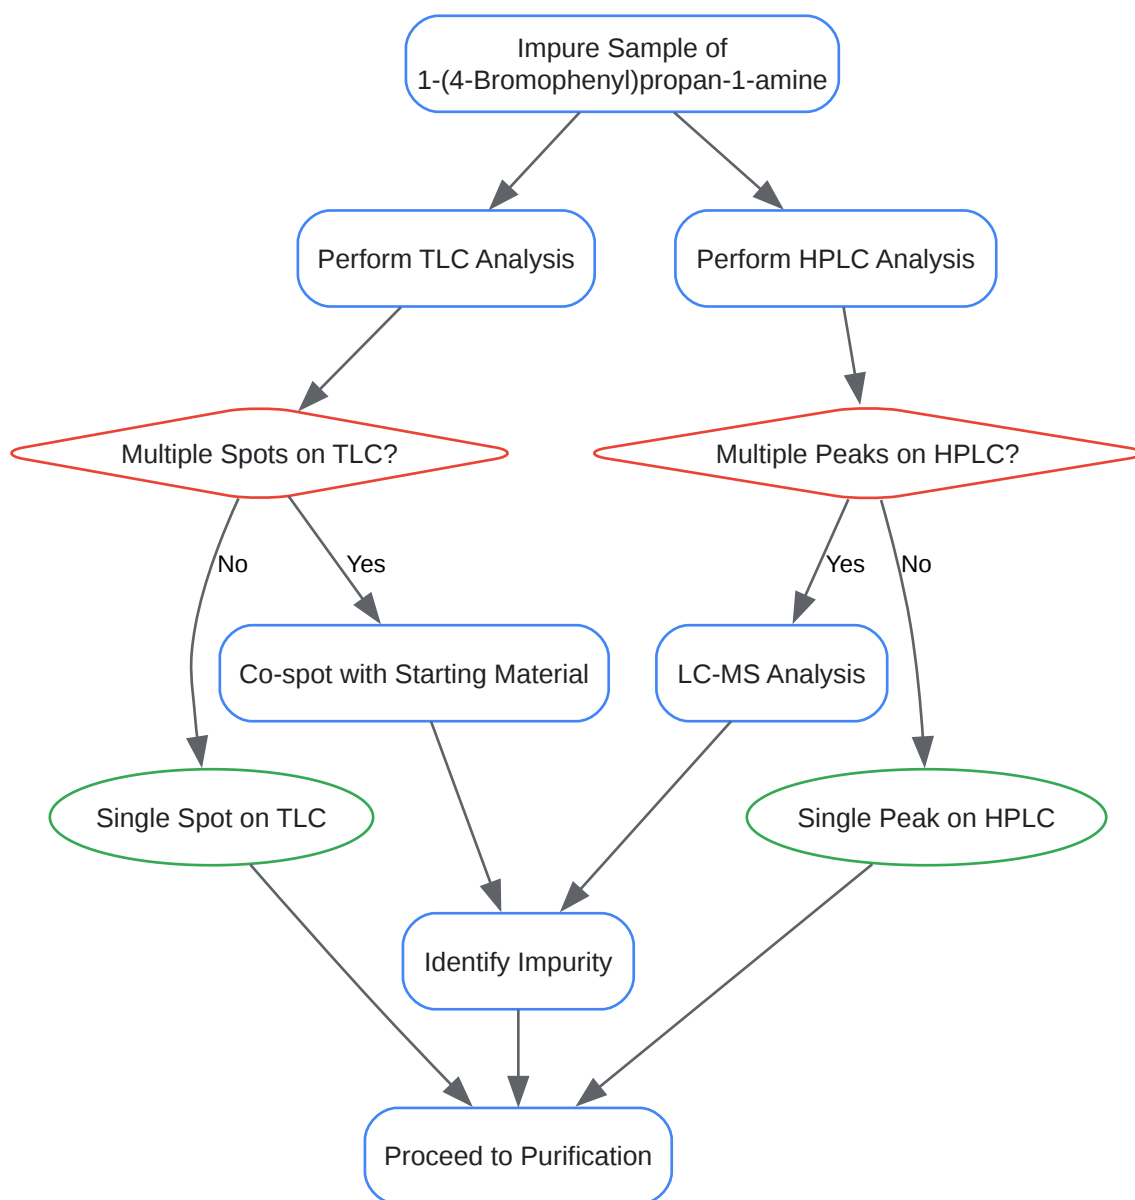 Impure Sample of
1-(4-Bromophenyl)propan-1-amine
Perform TLC Analysis
Perform HPLC Analysis
Multiple Spots on TLC?
Multiple Peaks on HPLC?
No
Yes
Yes
No
Co-spot with Starting Material
LC-MS Analysis
Single Spot on TLC
Single Peak on HPLC
Identify Impurity
Proceed to Purification